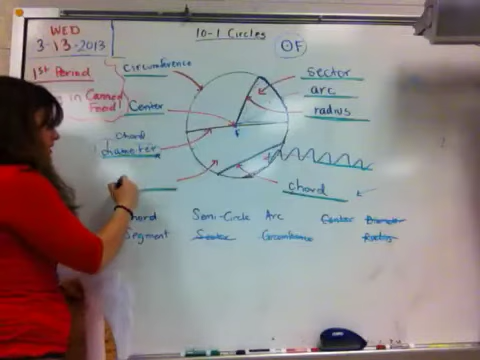 WED
3-13-2013
10-1 Circles
OF
1st Period
in Canned
Food!
Circumference
Center
Chord
diameter
sector
arc
radius
chord
F
Chord
Semi-Circle
Arc
Center
Diameter
Segment
Sector
Circumference
Radius